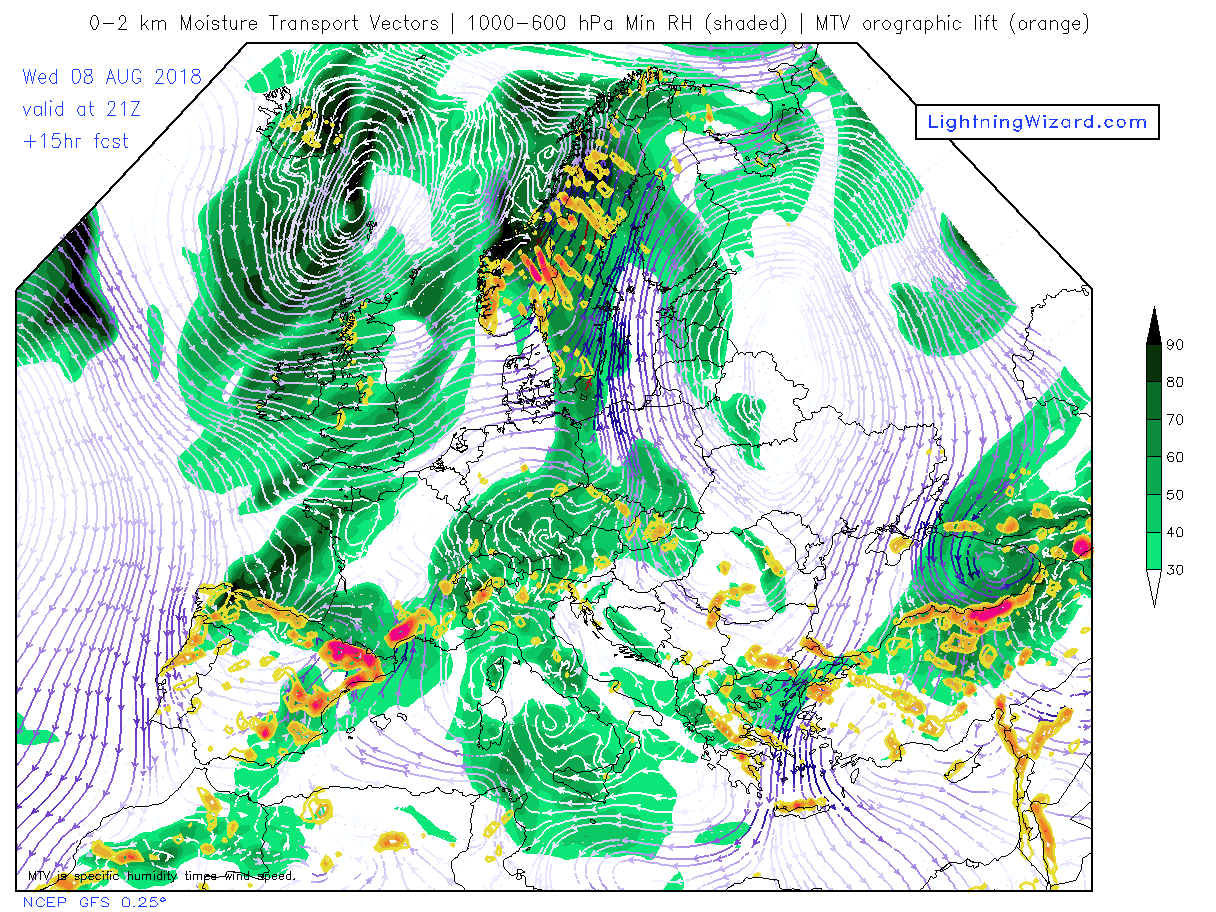 0-2 km Moisture Transport Vectors | 1000-600 hPa Min RH (shaded) | MTV orographic lift (orange)
Wed 08 AUG 2018
valid at 21Z
+15hr fcst
LightningWizard.com
90
80
70
60
50
40
30
MTV is specific humidity times wind speed.
NCEP GFS 0.25°